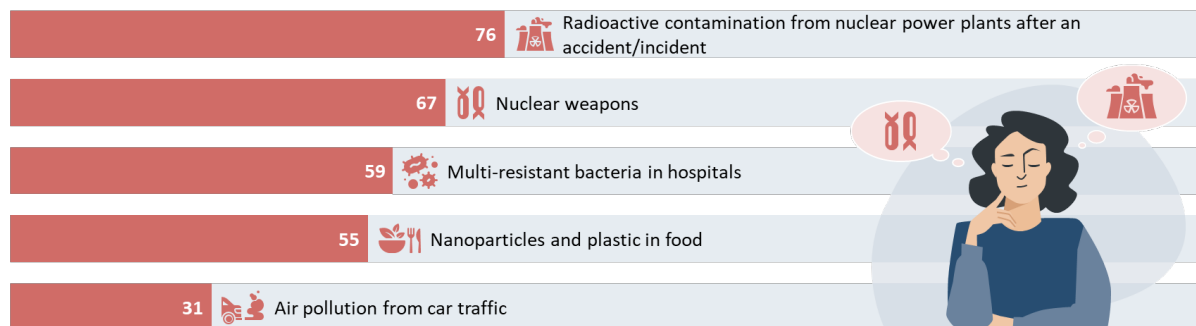 76
Radioactive contamination from nuclear power plants after an
accident/incident
67
Nuclear weapons
59
Multi-resistant bacteria in hospitals
55
Nanoparticles and plastic in food
31
Air pollution from car traffic